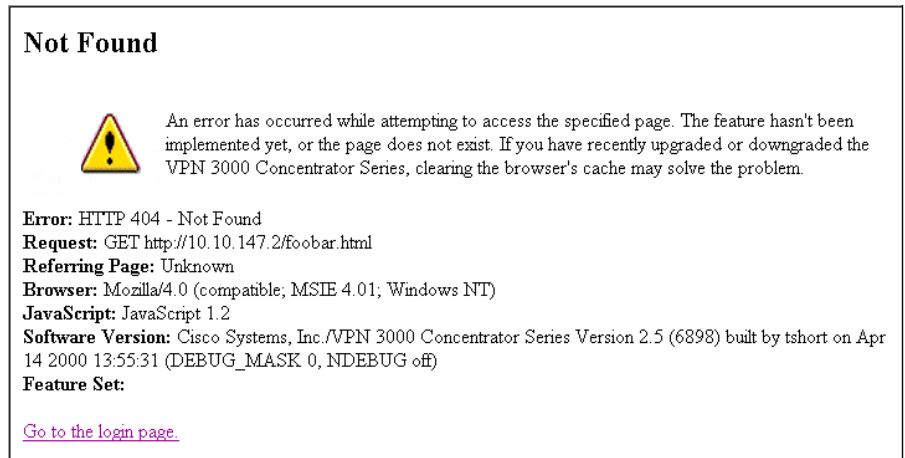 Not Found
An error has occurred while attempting to access the specified page. The feature hasn't been
implemented yet, or the page does not exist. If you have recently upgraded or downgraded the
VPN 3000 Concentrator Series, clearing the browser's cache may solve the problem.
Error: HTTP 404 - Not Found
Request: GET http://10.10.147.2/foobar.html
Referring Page: Unknown
Browser: Mozilla/4.0 (compatible; MSIE 4.01; Windows NT)
JavaScript: JavaScript 1.2
Software Version: Cisco Systems, Inc./VPN 3000 Concentrator Series Version 2.5 (6898) built by tshort on Apr
14 2000 13:55:31 (DEBUG_MASK 0, NDEBUG off)
Feature Set:
Go to the login page.